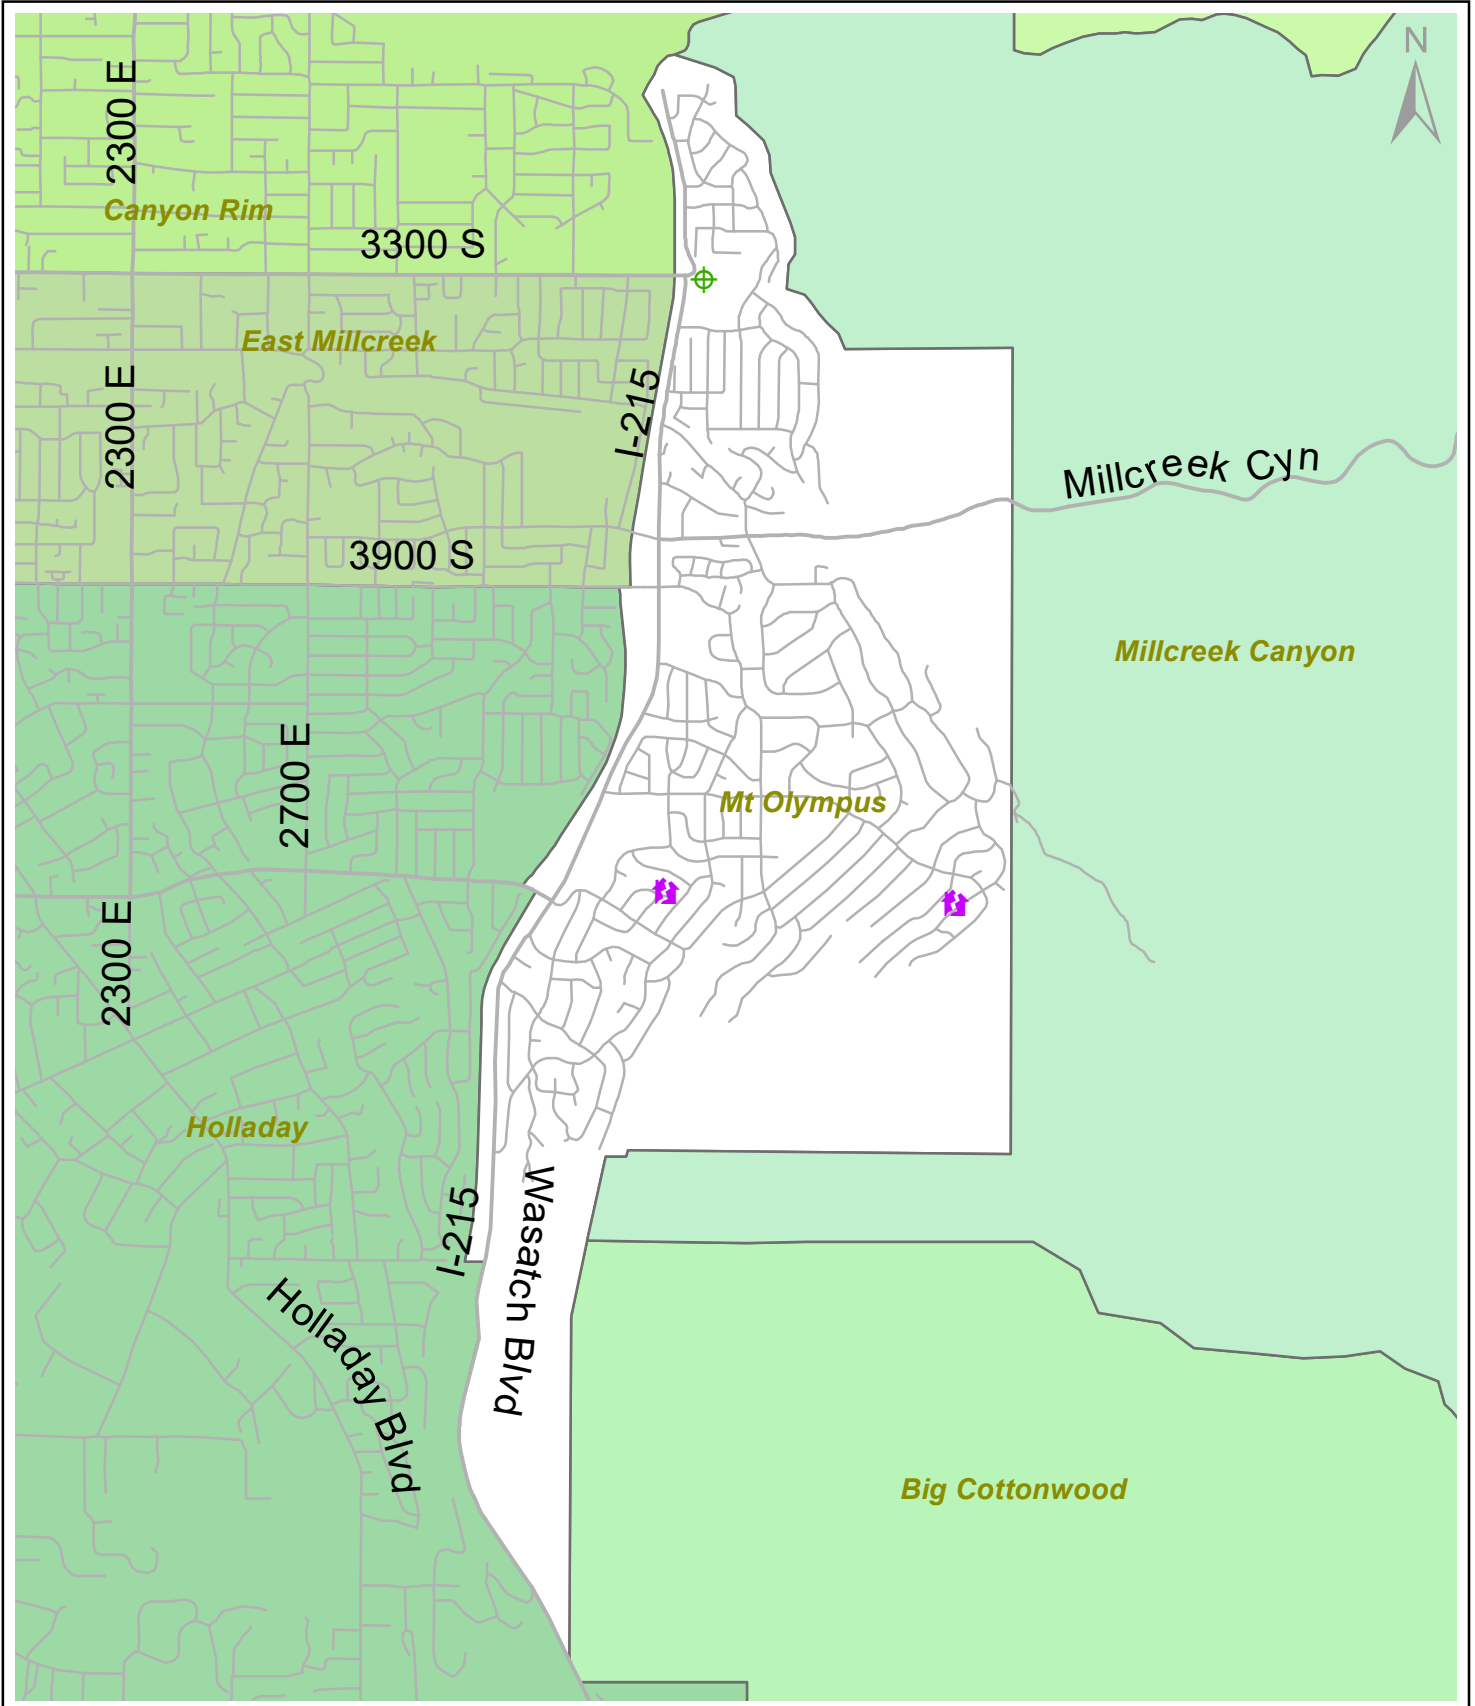 N
2300 E
Canyon Rim
3300 S
East Millcreek
2300 E
I-215
Millcreek Cyn
3900 S
Millcreek Canyon
2700 E
Mt Olympus
2300 E
Holladay
I-215
Wasatch Blvd
Holladay Blvd
Big Cottonwood